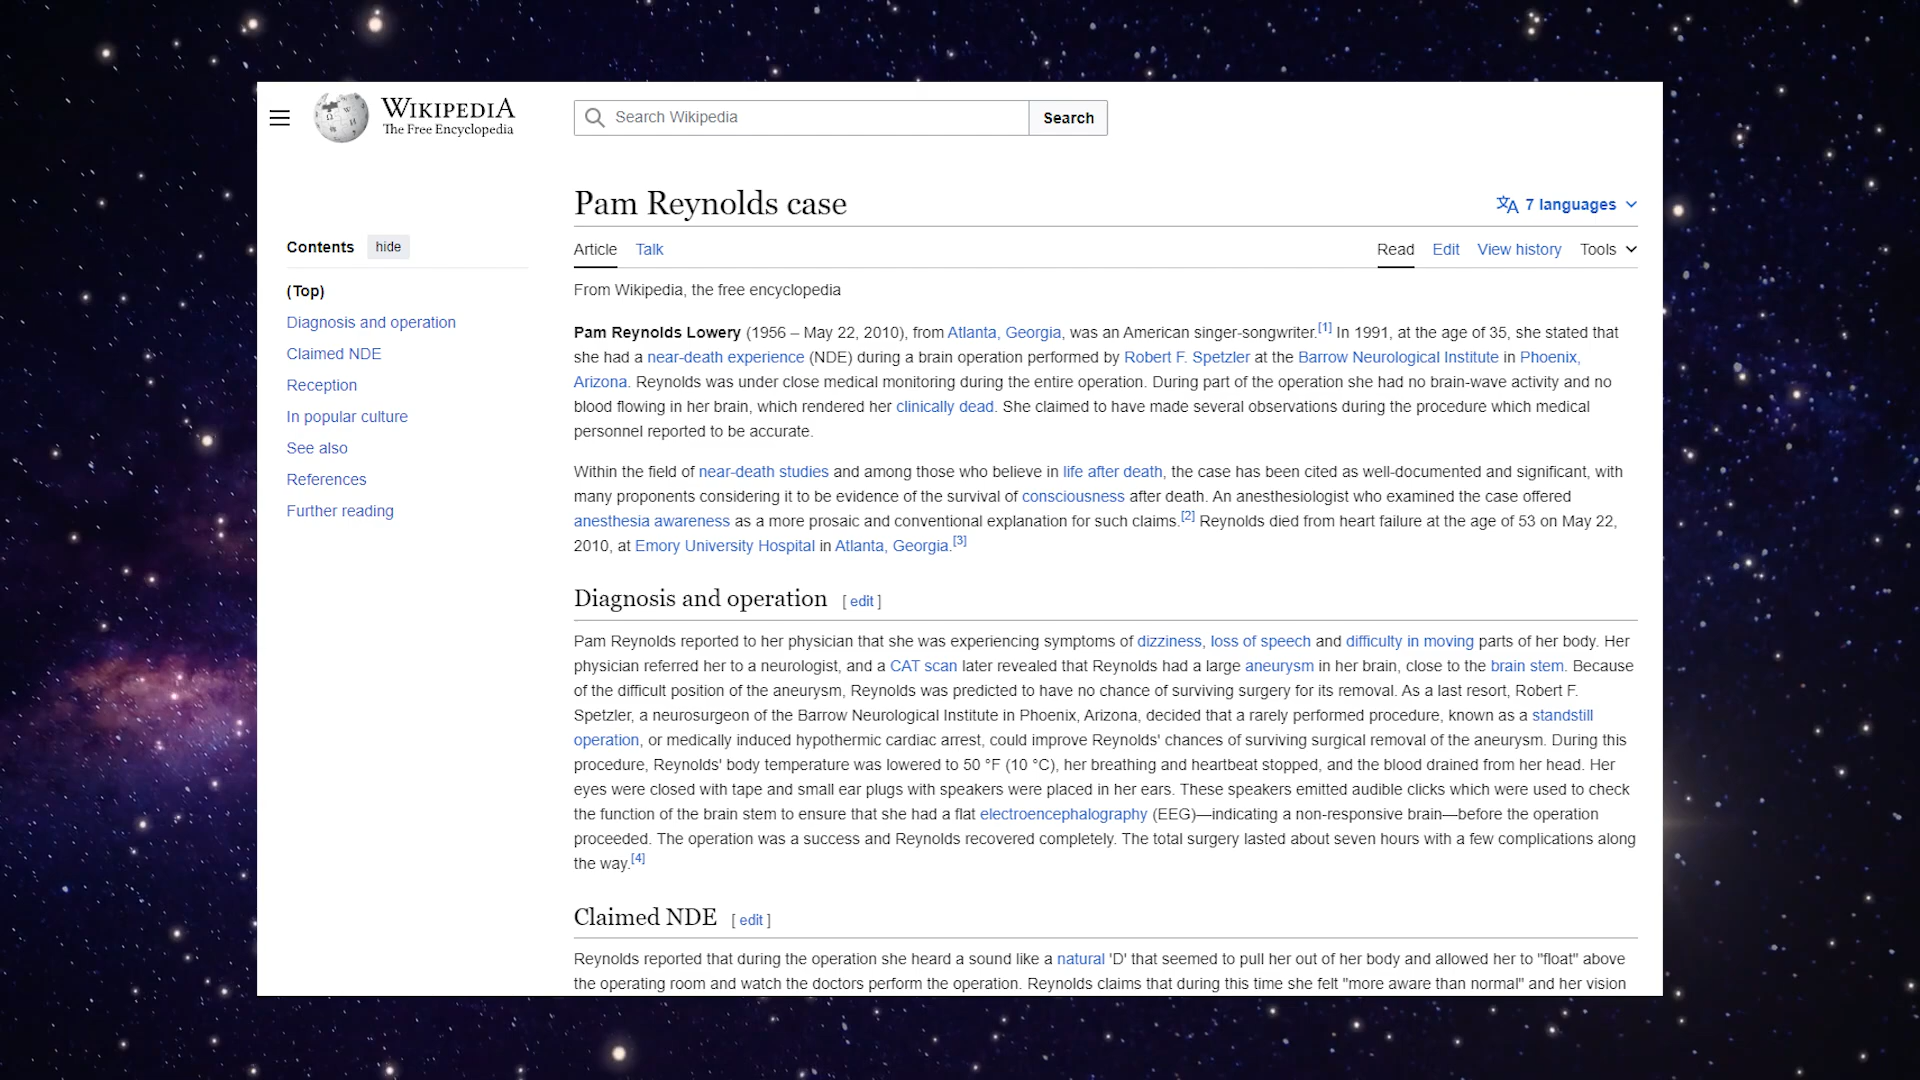 WIKIPEDIA
The Free Encyclopedia
Search Wikipedia
Search
Contents hide
(Top)
Diagnosis and operation
Claimed NDE
Reception
In popular culture
See also
References
Further reading
Pam Reynolds case
7 languages
Article Talk
Read Edit View history Tools
From Wikipedia, the free encyclopedia
Pam Reynolds Lowery (1956 – May 22, 2010), from Atlanta, Georgia, was an American singer-songwriter.[1] In 1991, at the age of 35, she stated that
she had a near-death experience (NDE) during a brain operation performed by Robert F. Spetzler at the Barrow Neurological Institute in Phoenix,
Arizona. Reynolds was under close medical monitoring during the entire operation. During part of the operation she had no brain-wave activity and no
blood flowing in her brain, which rendered her clinically dead. She claimed to have made several observations during the procedure which medical
personnel reported to be accurate.
Within the field of near-death studies and among those who believe in life after death, the case has been cited as well-documented and significant, with
many proponents considering it to be evidence of the survival of consciousness after death. An anesthesiologist who examined the case offered
anesthesia awareness as a more prosaic and conventional explanation for such claims.[2] Reynolds died from heart failure at the age of 53 on May 22,
2010, at Emory University Hospital in Atlanta, Georgia.[3]
Diagnosis and operation [ edit ]
Pam Reynolds reported to her physician that she was experiencing symptoms of dizziness, loss of speech and difficulty in moving parts of her body. Her
physician referred her to a neurologist, and a CAT scan later revealed that Reynolds had a large aneurysm in her brain, close to the brain stem. Because
of the difficult position of the aneurysm, Reynolds was predicted to have no chance of surviving surgery for its removal. As a last resort, Robert F.
Spetzler, a neurosurgeon of the Barrow Neurological Institute in Phoenix, Arizona, decided that a rarely performed procedure, known as a standstill
operation, or medically induced hypothermic cardiac arrest, could improve Reynolds' chances of surviving surgical removal of the aneurysm. During this
procedure, Reynolds' body temperature was lowered to 50 °F (10 °C), her breathing and heartbeat stopped, and the blood drained from her head. Her
eyes were closed with tape and small ear plugs with speakers were placed in her ears. These speakers emitted audible clicks which were used to check
the function of the brain stem to ensure that she had a flat electroencephalography (EEG)—indicating a non-responsive brain—before the operation
proceeded. The operation was a success and Reynolds recovered completely. The total surgery lasted about seven hours with a few complications along
the way.[4]
Claimed NDE [ edit ]
Reynolds reported that during the operation she heard a sound like a natural 'D' that seemed to pull her out of her body and allowed her to "float" above
the operating room and watch the doctors perform the operation. Reynolds claims that during this time she felt "more aware than normal" and her vision